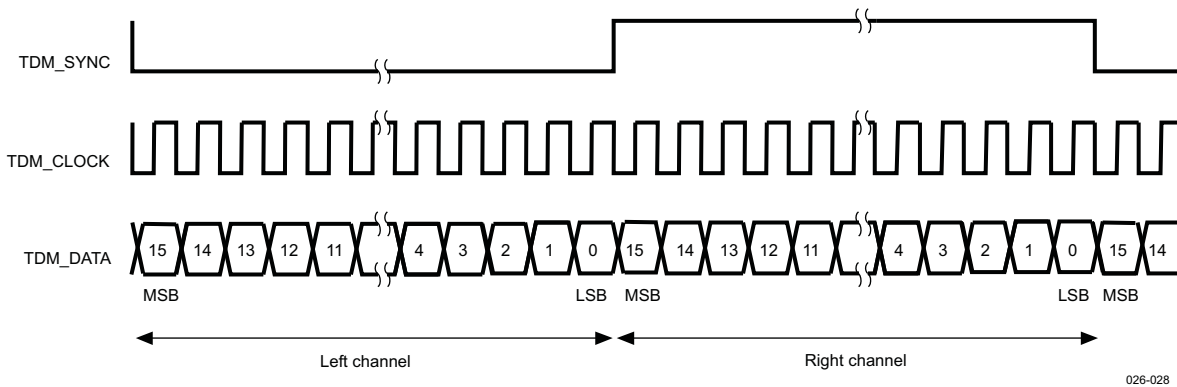 TDM_SYNC
TDM_CLOCK
TDM_DATA 15 14 13 12 11 4 3 2 1 0 15 14 13 12 11 4 3 2 1 0 15 14
MSB LSB MSB LSB MSB
Left channel Right channel
026-028